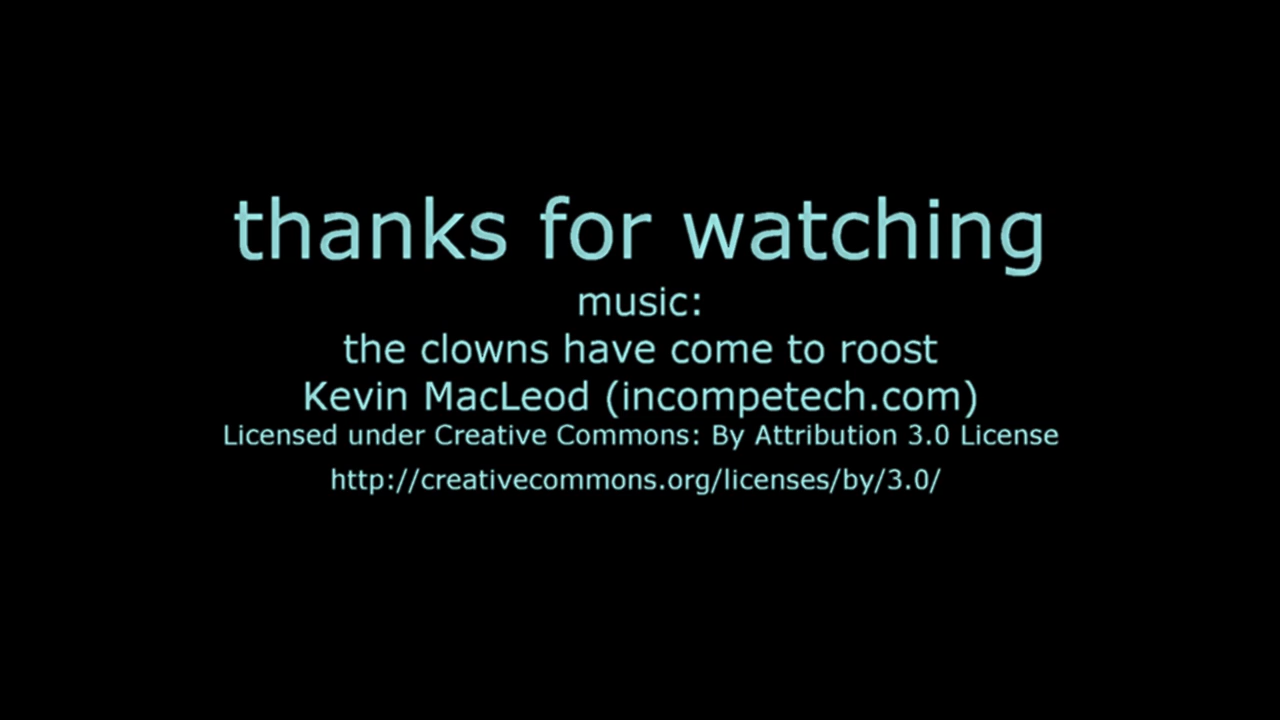 thanks for watching
music:
the clowns have come to roost
Kevin MacLeod (incompetech.com)
Licensed under Creative Commons: By Attribution 3.0 License
http://creativecommons.org/licenses/by/3.0/